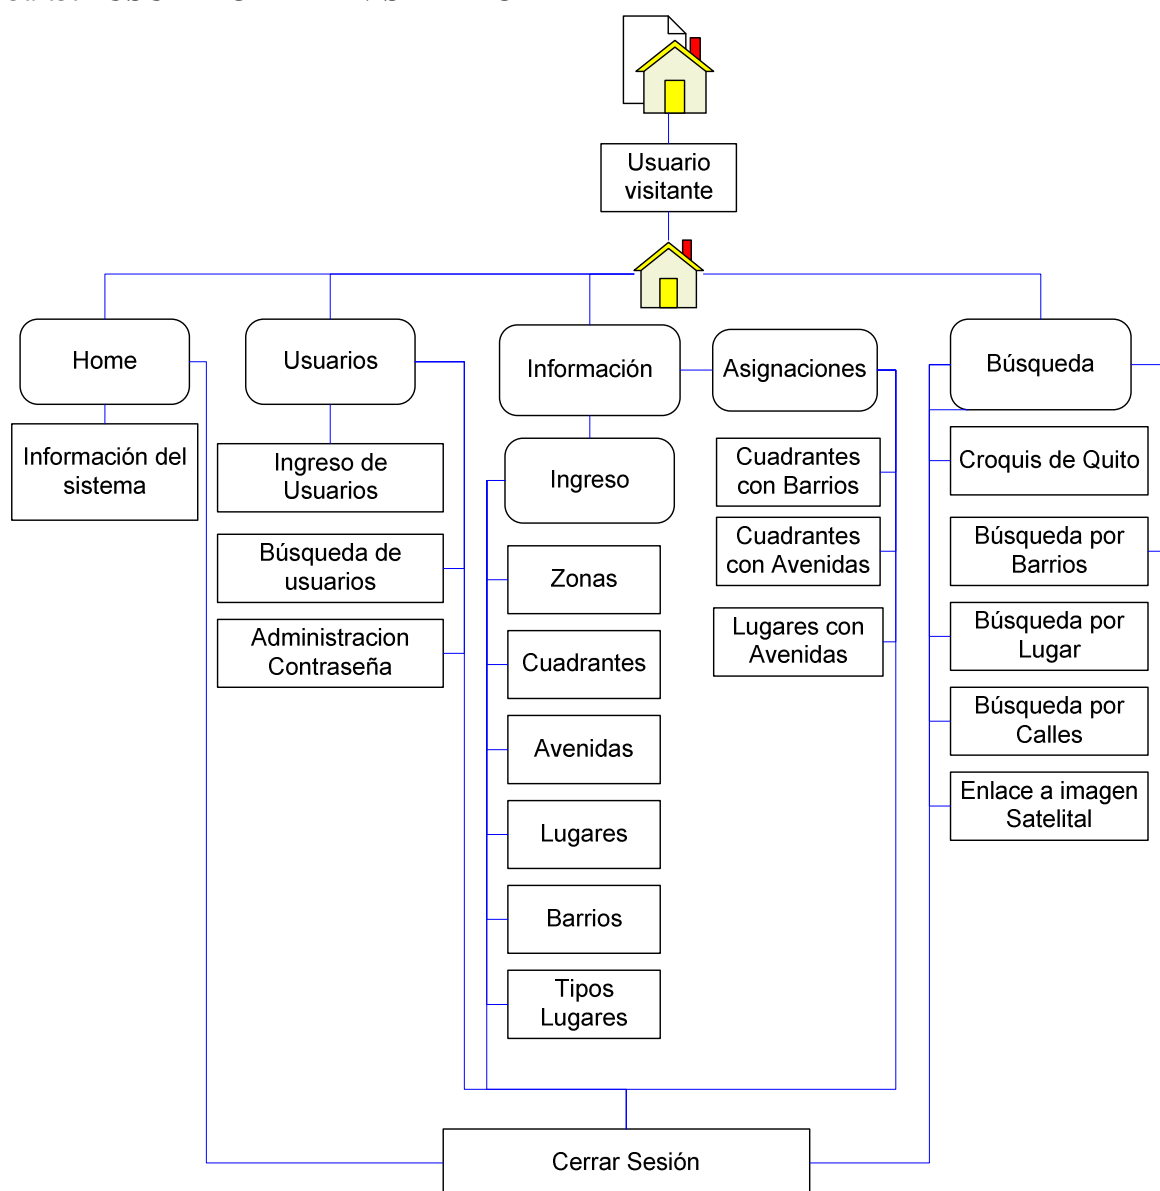 Usuario
visitante
Home
Usuarios
Información
Asignaciones
Búsqueda
Información del
sistema
Ingreso de
Usuarios
Búsqueda de
usuarios
Administracion
Contraseña
Ingreso
Zonas
Cuadrantes
Avenidas
Lugares
Barrios
Tipos
Lugares
Cuadrantes
con Barrios
Cuadrantes
con Avenidas
Lugares con
Avenidas
Croquis de Quito
Búsqueda por
Barrios
Búsqueda por
Lugar
Búsqueda por
Calles
Enlace a imagen
Satelital
Cerrar Sesión